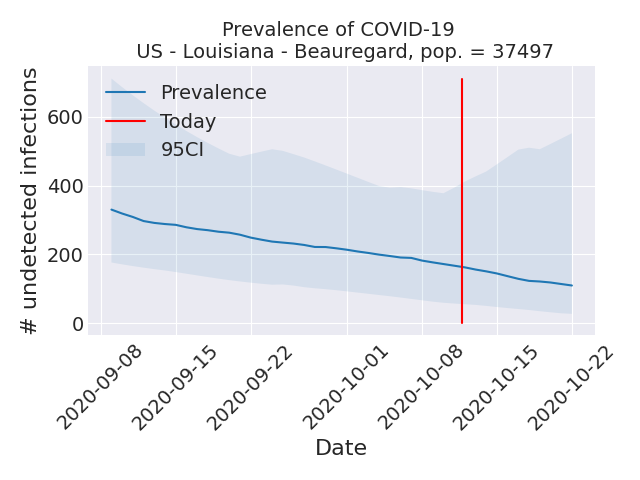 Prevalence of COVID-19
US - Louisiana - Beauregard, pop. = 37497
# undetected infections
600
400
200
0
Prevalence
Today
95CI
2020-09-08
2020-09-15
2020-09-22
2020-10-01
2020-10-08
2020-10-15
2020-10-22
Date